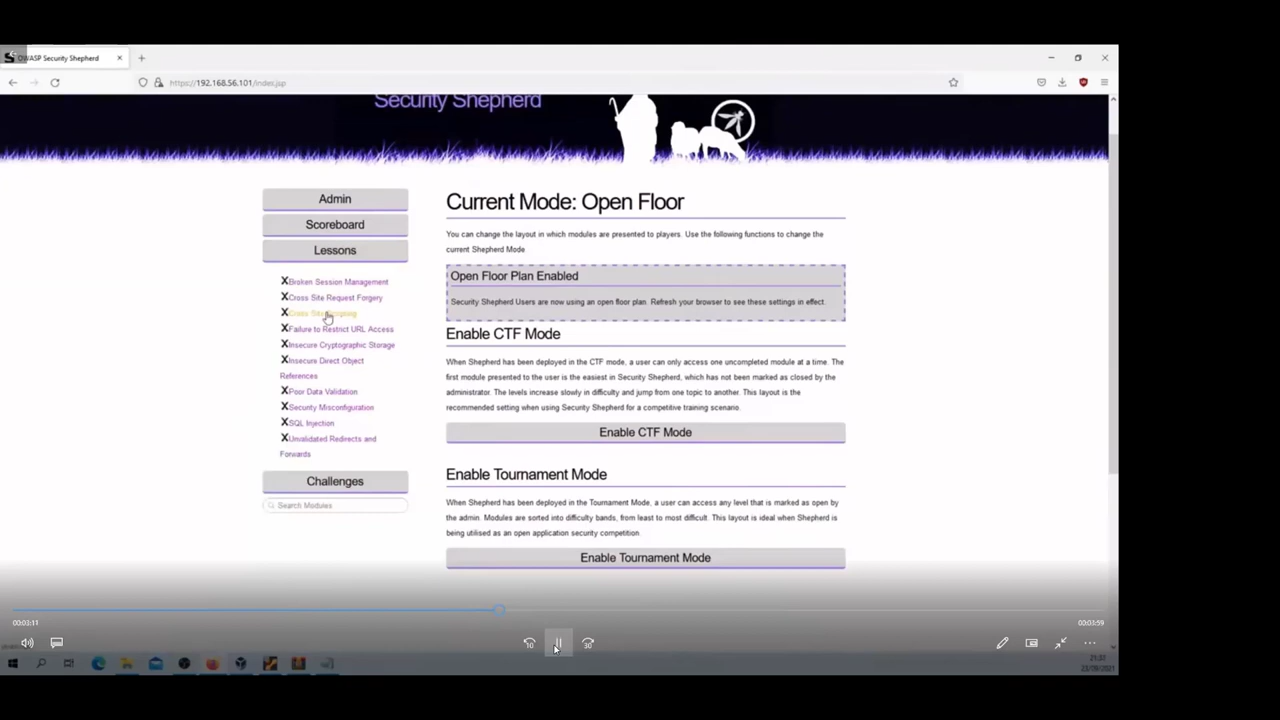 OWASP Security Shepherd
https://192.168.56.101/index.jsp
Security Shepherd
Admin
Scoreboard
Lessons
X Broken Session Management
X Cross Site Request Forgery
X Cross Site Scripting
X Failure to Restrict URL Access
X Insecure Cryptographic Storage
X Insecure Direct Object
References
X Poor Data Validation
X Security Misconfiguration
X SQL Injection
X Unvalidated Redirects and
Forwards
Challenges
Search Modules
Current Mode: Open Floor
You can change the layout in which modules are presented to players. Use the following functions to change the
current Shepherd Mode
Open Floor Plan Enabled
Security Shepherd Users are now using an open floor plan. Refresh your browser to see these settings in effect.
Enable CTF Mode
When Shepherd has been deployed in the CTF mode, a user can only access one uncompleted module at a time. The
first module presented to the user is the easiest in Security Shepherd, which has not been marked as closed by the
administrator. The levels increase slowly in difficulty and jump from one topic to another. This layout is the
recommended setting when using Security Shepherd for a competitive training scenario.
Enable CTF Mode
Enable Tournament Mode
When Shepherd has been deployed in the Tournament Mode, a user can access any level that is marked as open by
the admin. Modules are sorted into difficulty bands, from least to most difficult. This layout is ideal when Shepherd is
being utilised as an open application security competition.
Enable Tournament Mode
00:03:11
00:03:59
10
30
21:37
23/09/2021